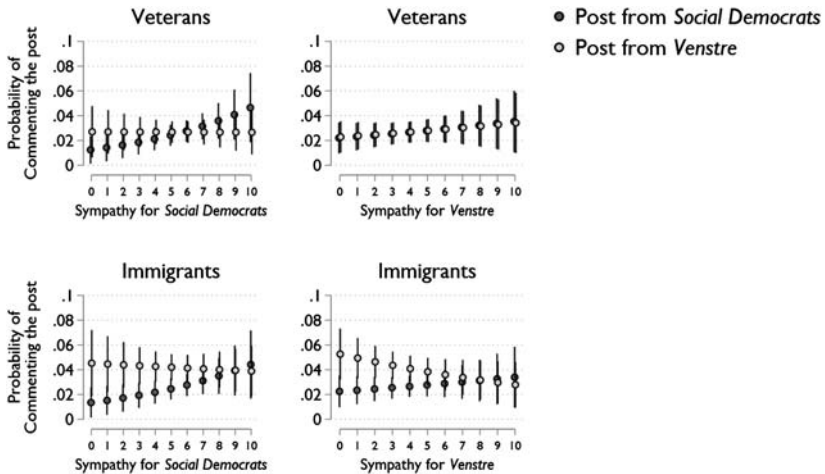 Veterans
Veterans
Post from Social Democrats
Post from Venstre
Probability of
Commenting the post
.1
.08
.06
.04
.02
0
0 1 2 3 4 5 6 7 8 9 10
Sympathy for Social Democrats
.1
.08
.06
.04
.02
0
0 1 2 3 4 5 6 7 8 9 10
Sympathy for Venstre
Immigrants
Immigrants
Probability of
Commenting the post
.1
.08
.06
.04
.02
0
0 1 2 3 4 5 6 7 8 9 10
Sympathy for Social Democrats
.1
.08
.06
.04
.02
0
0 1 2 3 4 5 6 7 8 9 10
Sympathy for Venstre